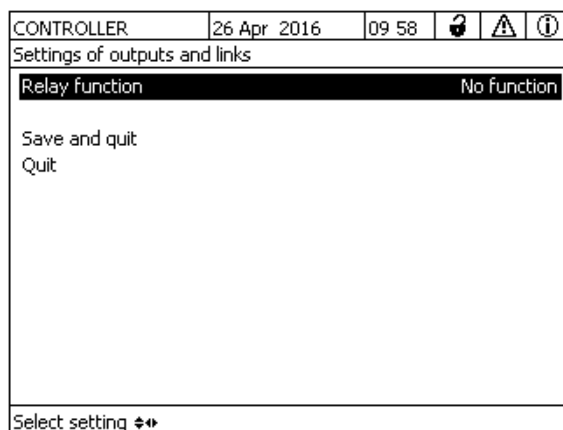 CONTROLLER 26 Apr 2016 09 58
Settings of outputs and links
Relay function No function
Save and quit
Quit
Select setting